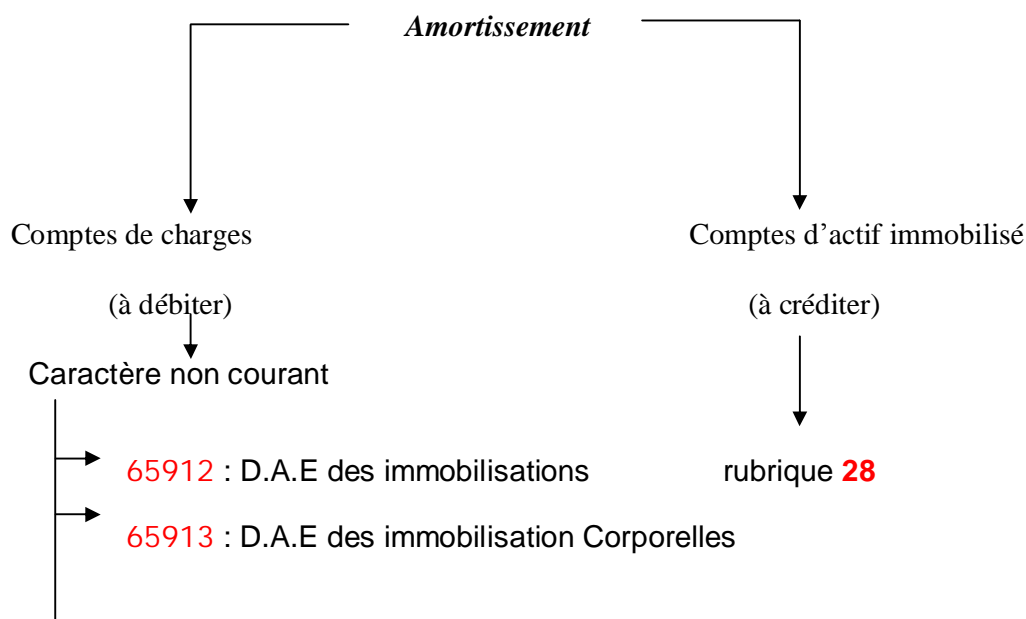 Amortissement
Comptes de charges
Comptes d’actif immobilisé
(à débiter)
(à créditer)
Caractère non courant
65912 : D.A.E des immobilisations
rubrique 28
65913 : D.A.E des immobilisation Corporelles